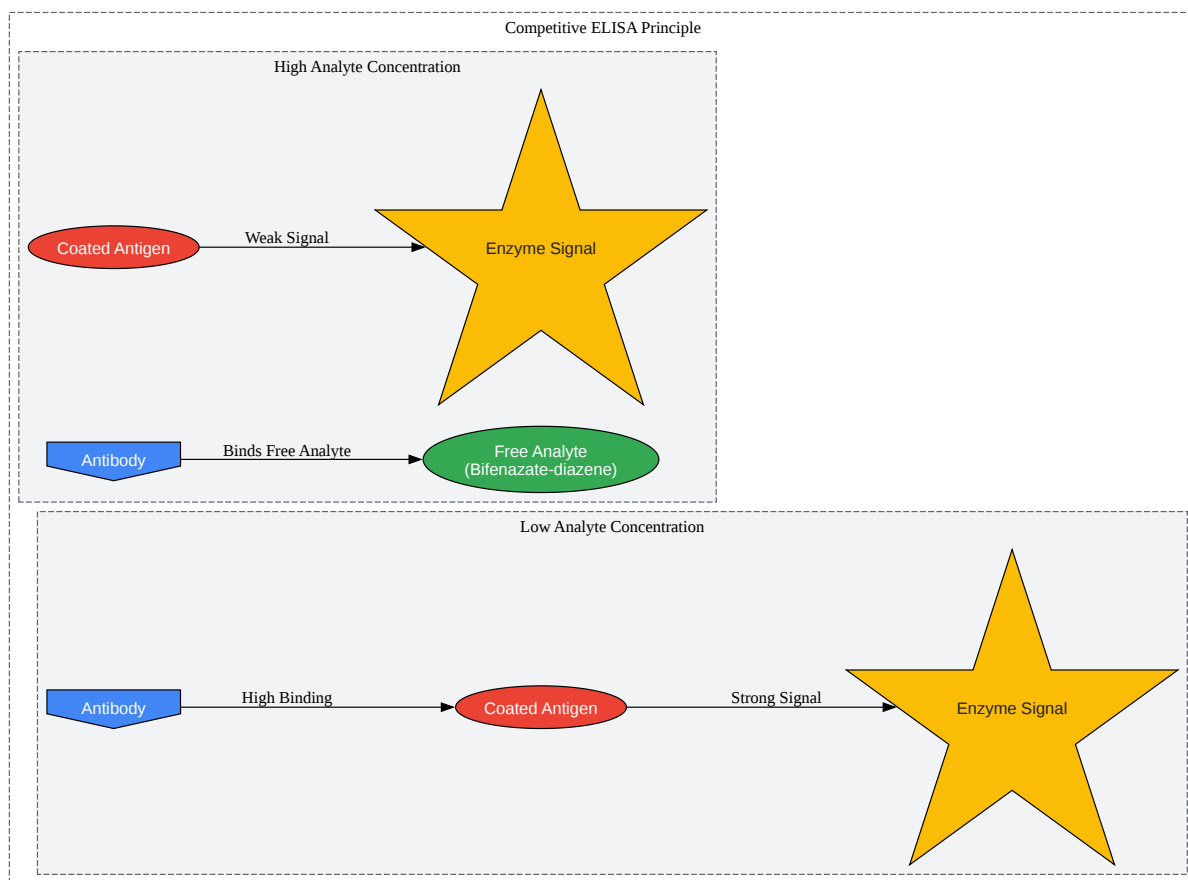 Competitive ELISA Principle
High Analyte Concentration
Coated Antigen
Weak Signal
Enzyme Signal
Antibody
Binds Free Analyte
Free Analyte
(Bifenazate-diazene)
Low Analyte Concentration
Antibody
High Binding
Coated Antigen
Strong Signal
Enzyme Signal